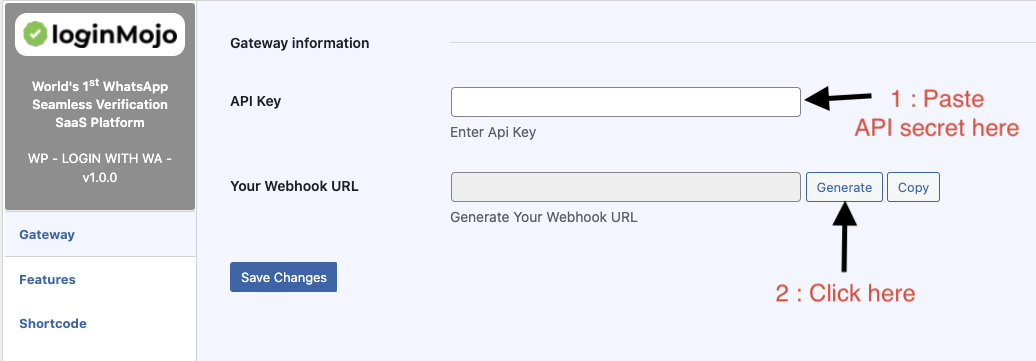 loginMojo
World's 1st WhatsApp
Seamless Verification
SaaS Platform
WP - LOGIN WITH WA -
v1.0.0
Gateway
Features
Shortcode
Gateway information
API Key
Enter Api Key
1 : Paste
API secret here
Your Webhook URL
Generate
Copy
Generate Your Webhook URL
2 : Click here
Save Changes